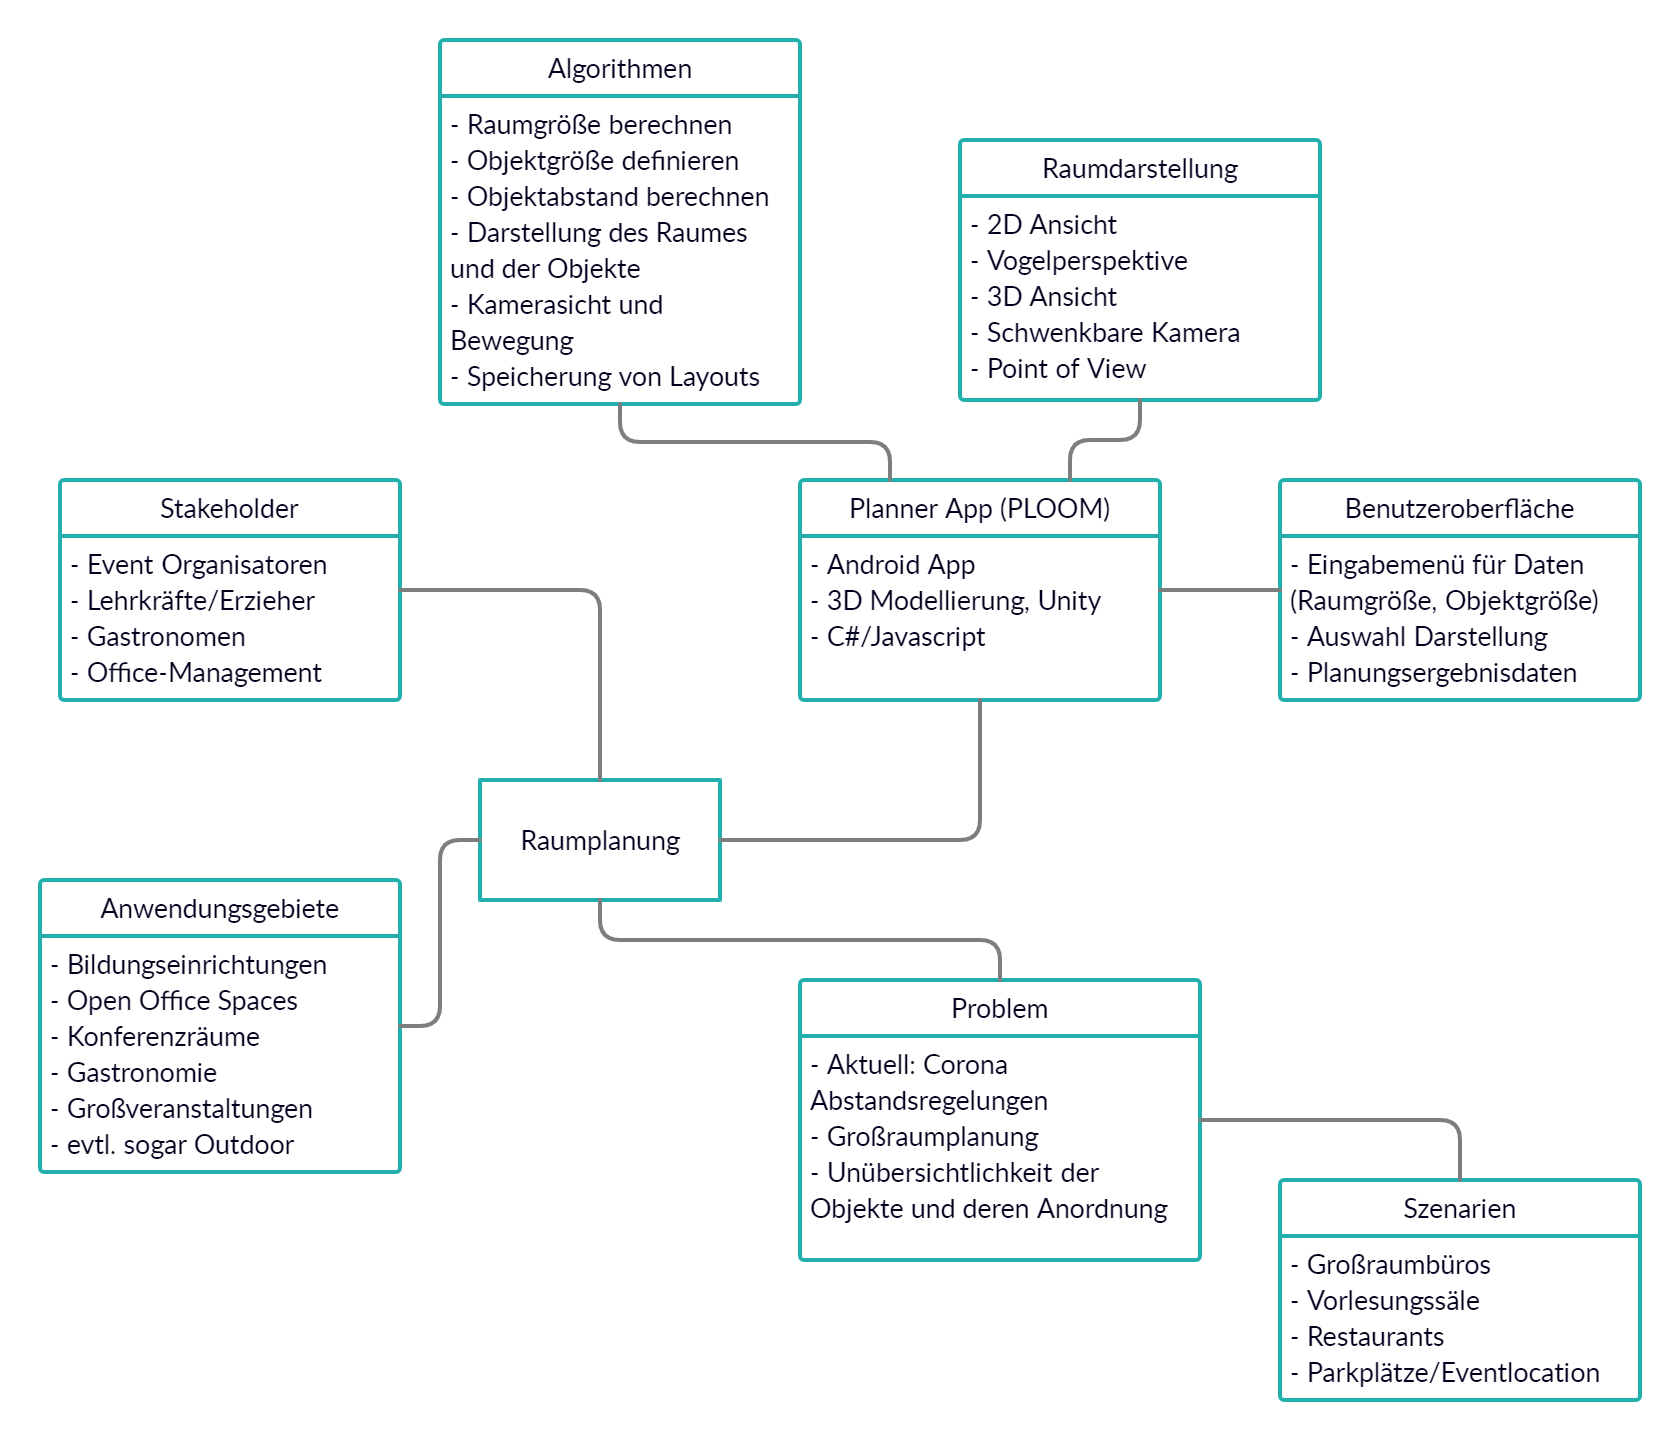 Algorithmen
- Raumgröße berechnen
- Objektgröße definieren
- Objektabstand berechnen
- Darstellung des Raumes
und der Objekte
- Kamerasicht und
Bewegung
- Speicherung von Layouts
Raumdarstellung
- 2D Ansicht
- Vogelperspektive
- 3D Ansicht
- Schwenkbare Kamera
- Point of View
Stakeholder
- Event Organisatoren
- Lehrkräfte/Erzieher
- Gastronomen
- Office-Management
Planner App (PLOOM)
- Android App
- 3D Modellierung, Unity
- C#/Javascript
Benutzeroberfläche
- Eingabemenü für Daten
(Raumgröße, Objektgröße)
- Auswahl Darstellung
- Planungsergebnisdaten
Raumplanung
Anwendungsgebiete
- Bildungseinrichtungen
- Open Office Spaces
- Konferenzräume
- Gastronomie
- Großveranstaltungen
- evtl. sogar Outdoor
Problem
- Aktuell: Corona
Abstandsregelungen
- Großraumplanung
- Unübersichtlichkeit der
Objekte und deren Anordnung
Szenarien
- Großraumbüros
- Vorlesungssäle
- Restaurants
- Parkplätze/Eventlocation